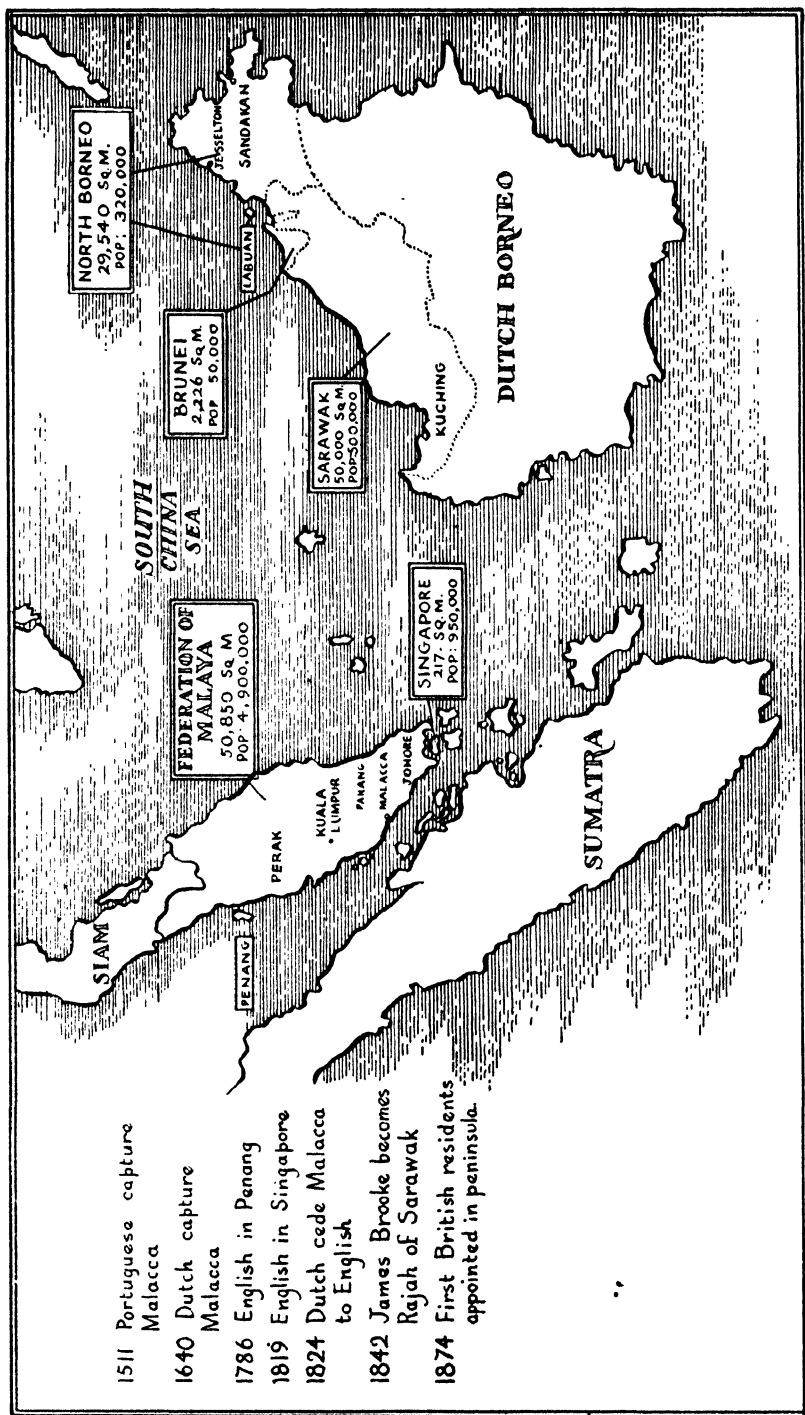 1511 Portuguese capture
Malacca
1640 Dutch capture
Malacca
1786 English in Penang
1819 English in Singapore
1824 Dutch cede Malacca
to English
1842 James Brooke becomes
Rajah of Sarawak
1874 First British residents
appointed in peninsula.
SIAM
PENANG
FEDERATION OF
MALAYA
50,850 Sq M
POP: 4,900,000
PERAK
KUALA
LUMPUR
PAHANG
MALACCA
JOHORE
SINGAPORE
217. SQ. M.
POP: 950,000
SUMATRA
SOUTH
CHINA
SEA
SARAWAK
50,000 Sq M.
POP: 500,000
KUCHING
BRUNEI
2,226 Sq M.
POP 50,000
NORTH BORNEO
29,540 Sq. M.
POP: 320,000
LABUAN
JESSELTON
SANDAKAN
DUTCH BORNEO